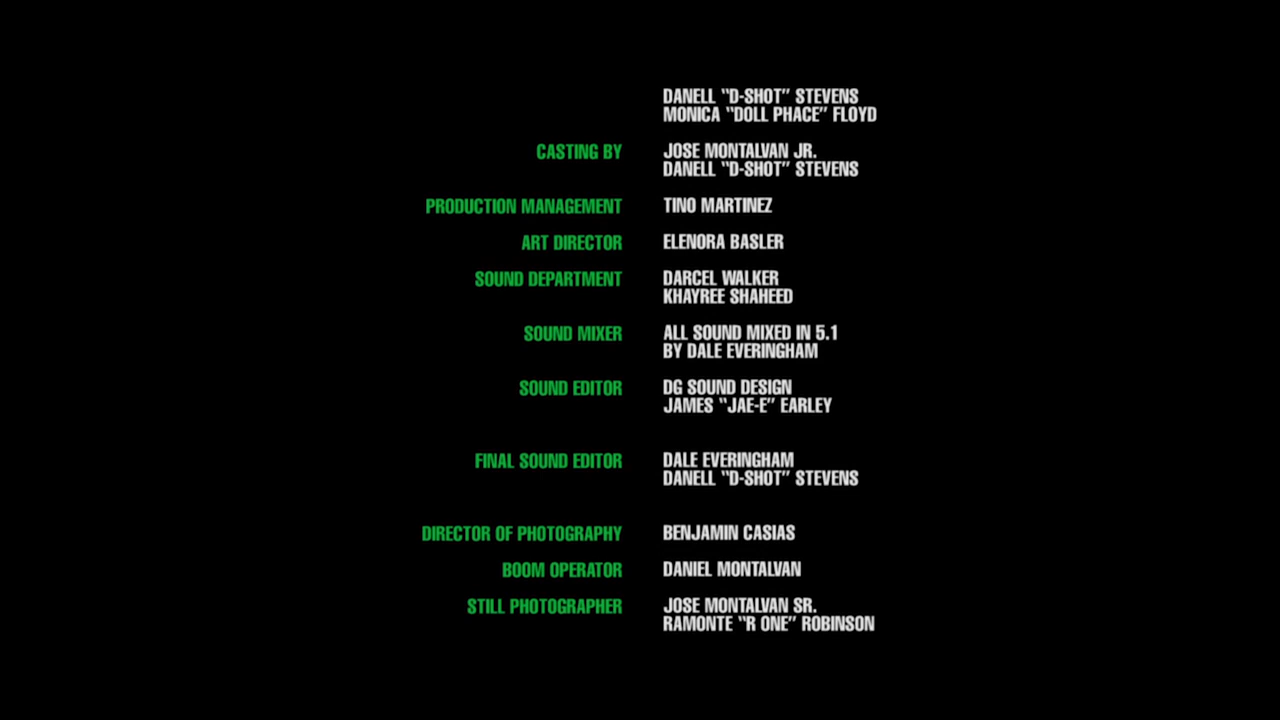 DANELL "D-SHOT" STEVENS
MONICA "DOLL PHACE" FLOYD
CASTING BY JOSE MONTALVAN JR.
DANELL "D-SHOT" STEVENS
PRODUCTION MANAGEMENT TINO MARTINEZ
ART DIRECTOR ELENORA BASLER
SOUND DEPARTMENT DARCEL WALKER
KHAYREE SHAHEED
SOUND MIXER ALL SOUND MIXED IN 5.1
BY DALE EVERINGHAM
SOUND EDITOR DG SOUND DESIGN
JAMES "JAE-E" EARLEY
FINAL SOUND EDITOR DALE EVERINGHAM
DANELL "D-SHOT" STEVENS
DIRECTOR OF PHOTOGRAPHY BENJAMIN CASIAS
BOOM OPERATOR DANIEL MONTALVAN
STILL PHOTOGRAPHER JOSE MONTALVAN SR.
RAMONTE "R ONE" ROBINSON